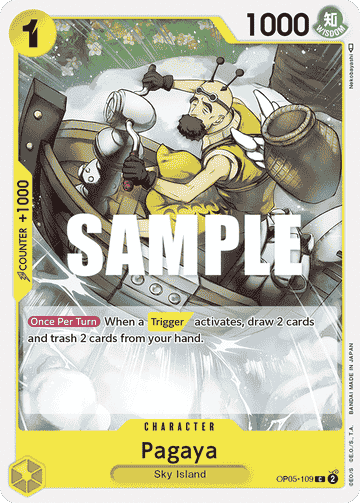 1
1000
知
WISDOM
COUNTER +1000
Nekobayashi
SAMPLE
Once Per Turn When a Trigger activates, draw 2 cards
and trash 2 cards from your hand.
CHARACTER
Pagaya
Sky Island
OP05-109 C 2
©E.O./S. ©E.O./S., T.A. BANDAI MADE IN JAPAN